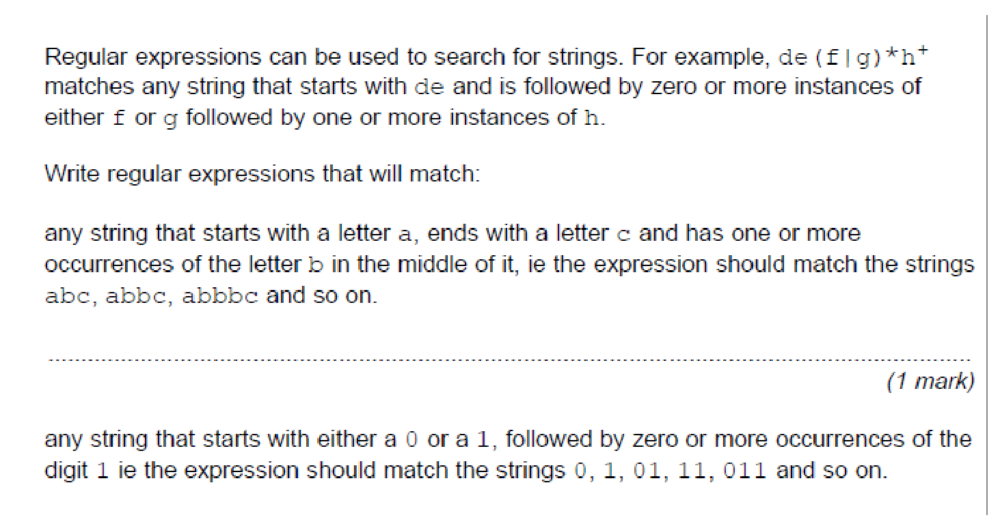 Regular expressions can be used to search for strings. For example, de(f|g)*h+
matches any string that starts with de and is followed by zero or more instances of
either f or g followed by one or more instances of h.
Write regular expressions that will match:
any string that starts with a letter a, ends with a letter c and has one or more
occurrences of the letter b in the middle of it, ie the expression should match the strings
abc, abbc, abbbc and so on.
(1 mark)
any string that starts with either a 0 or a 1, followed by zero or more occurrences of the
digit 1 ie the expression should match the strings 0, 1, 01, 11, 011 and so on.